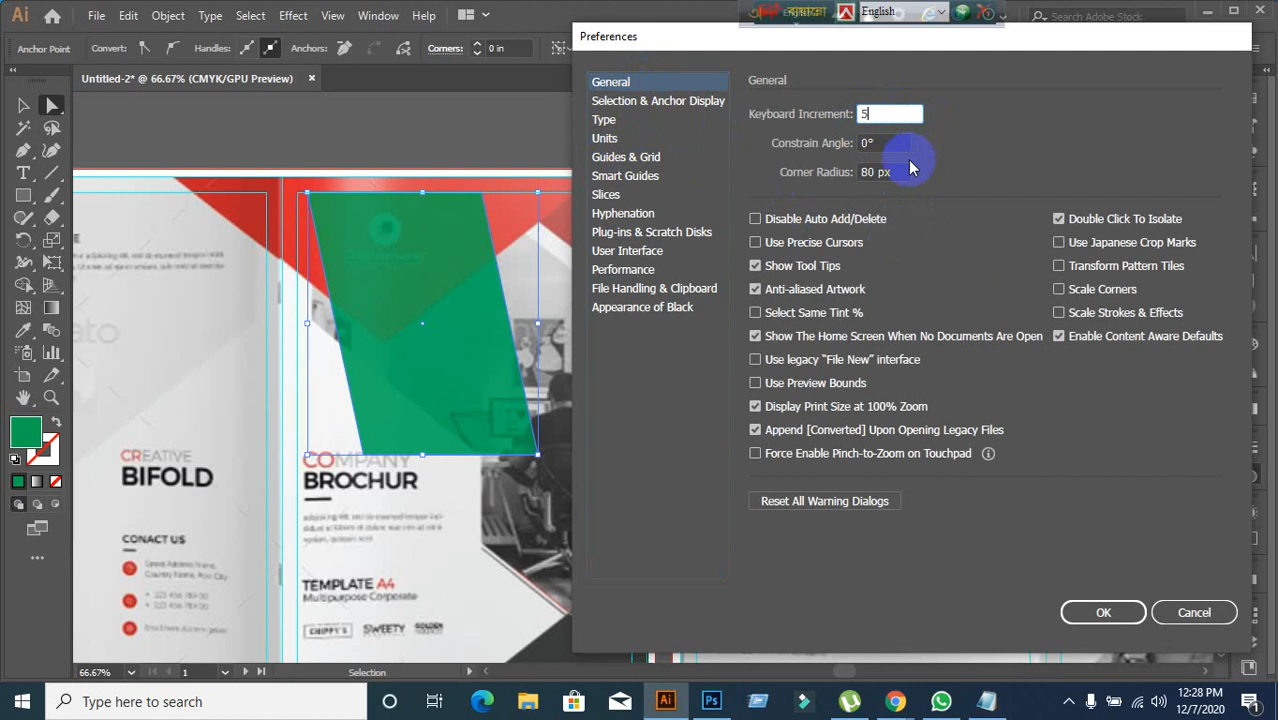 Ai File Edit Object Type Select Effect View Window Help
English
Search Adobe Stock
Preferences
Anchor Point Convert: Handles: Anchors: Corners: 0 in
Untitled-2* @ 66.67% (CMYK/GPU Preview) ×
General
Selection & Anchor Display
Type
Units
Guides & Grid
Smart Guides
Slices
Hyphenation
Plug-ins & Scratch Disks
User Interface
Performance
File Handling & Clipboard
Appearance of Black
General
Keyboard Increment: 5
Constrain Angle: 0°
Corner Radius: 80 px
Disable Auto Add/Delete
Use Precise Cursors
Show Tool Tips
Anti-aliased Artwork
Select Same Tint %
Show The Home Screen When No Documents Are Open
Use legacy “File New” interface
Use Preview Bounds
Display Print Size at 100% Zoom
Append [Converted] Upon Opening Legacy Files
Force Enable Pinch-to-Zoom on Touchpad
Double Click To Isolate
Use Japanese Crop Marks
Transform Pattern Tiles
Scale Corners
Scale Strokes & Effects
Enable Content Aware Defaults
Reset All Warning Dialogs
OK
Cancel
CREATIVE
BIFOLD
CONACT US
COMPANY
BROCHUR
TEMPLATE A4
Multipurpose Corporate
CHIPPY'S SWEETY GOLDEN
66.67% 1 Selection
Type here to search
Ai Ps
12:28 PM
12/7/2020